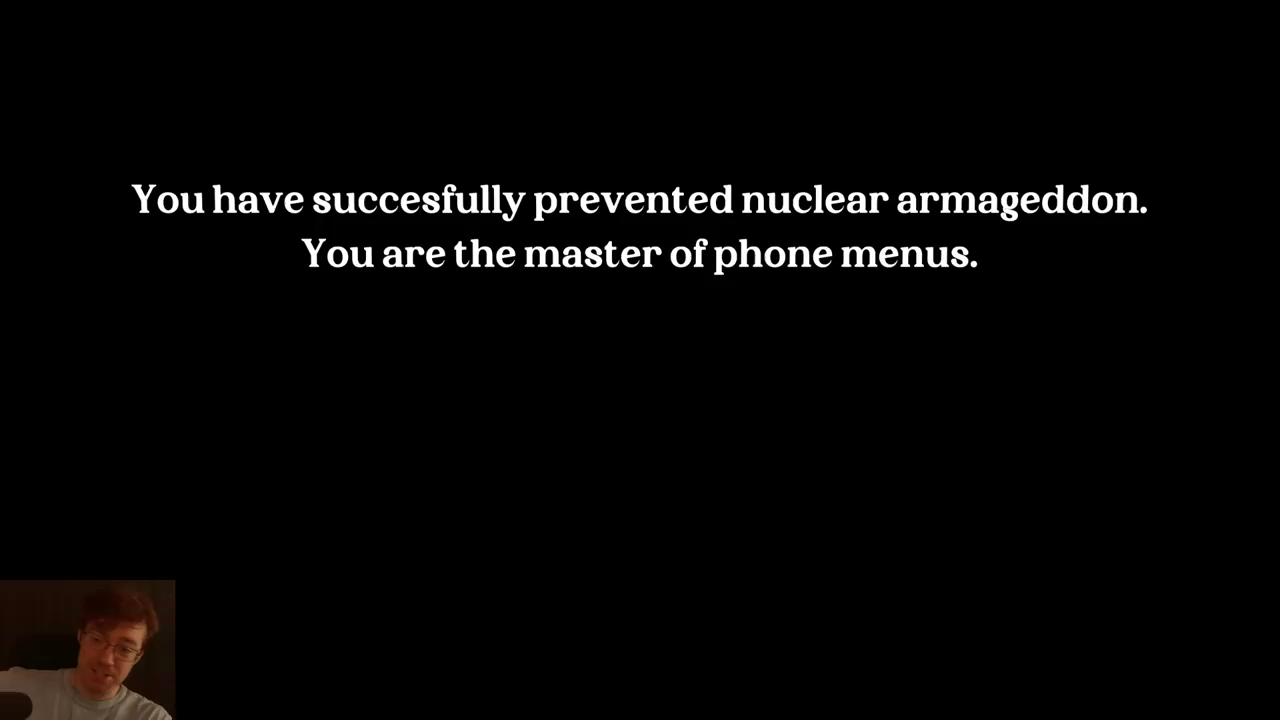 You have succesfully prevented nuclear armageddon.
You are the master of phone menus.